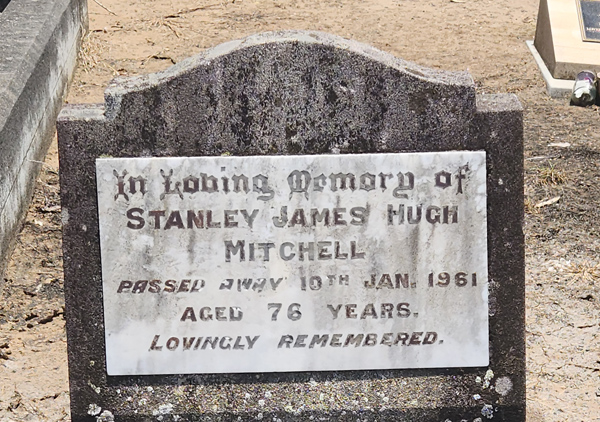 In Loving Memory of
STANLEY JAMES HUGH
MITCHELL
PASSED AWAY 10TH JAN. 1961
AGED 76 YEARS.
LOVINGLY REMEMBERED.